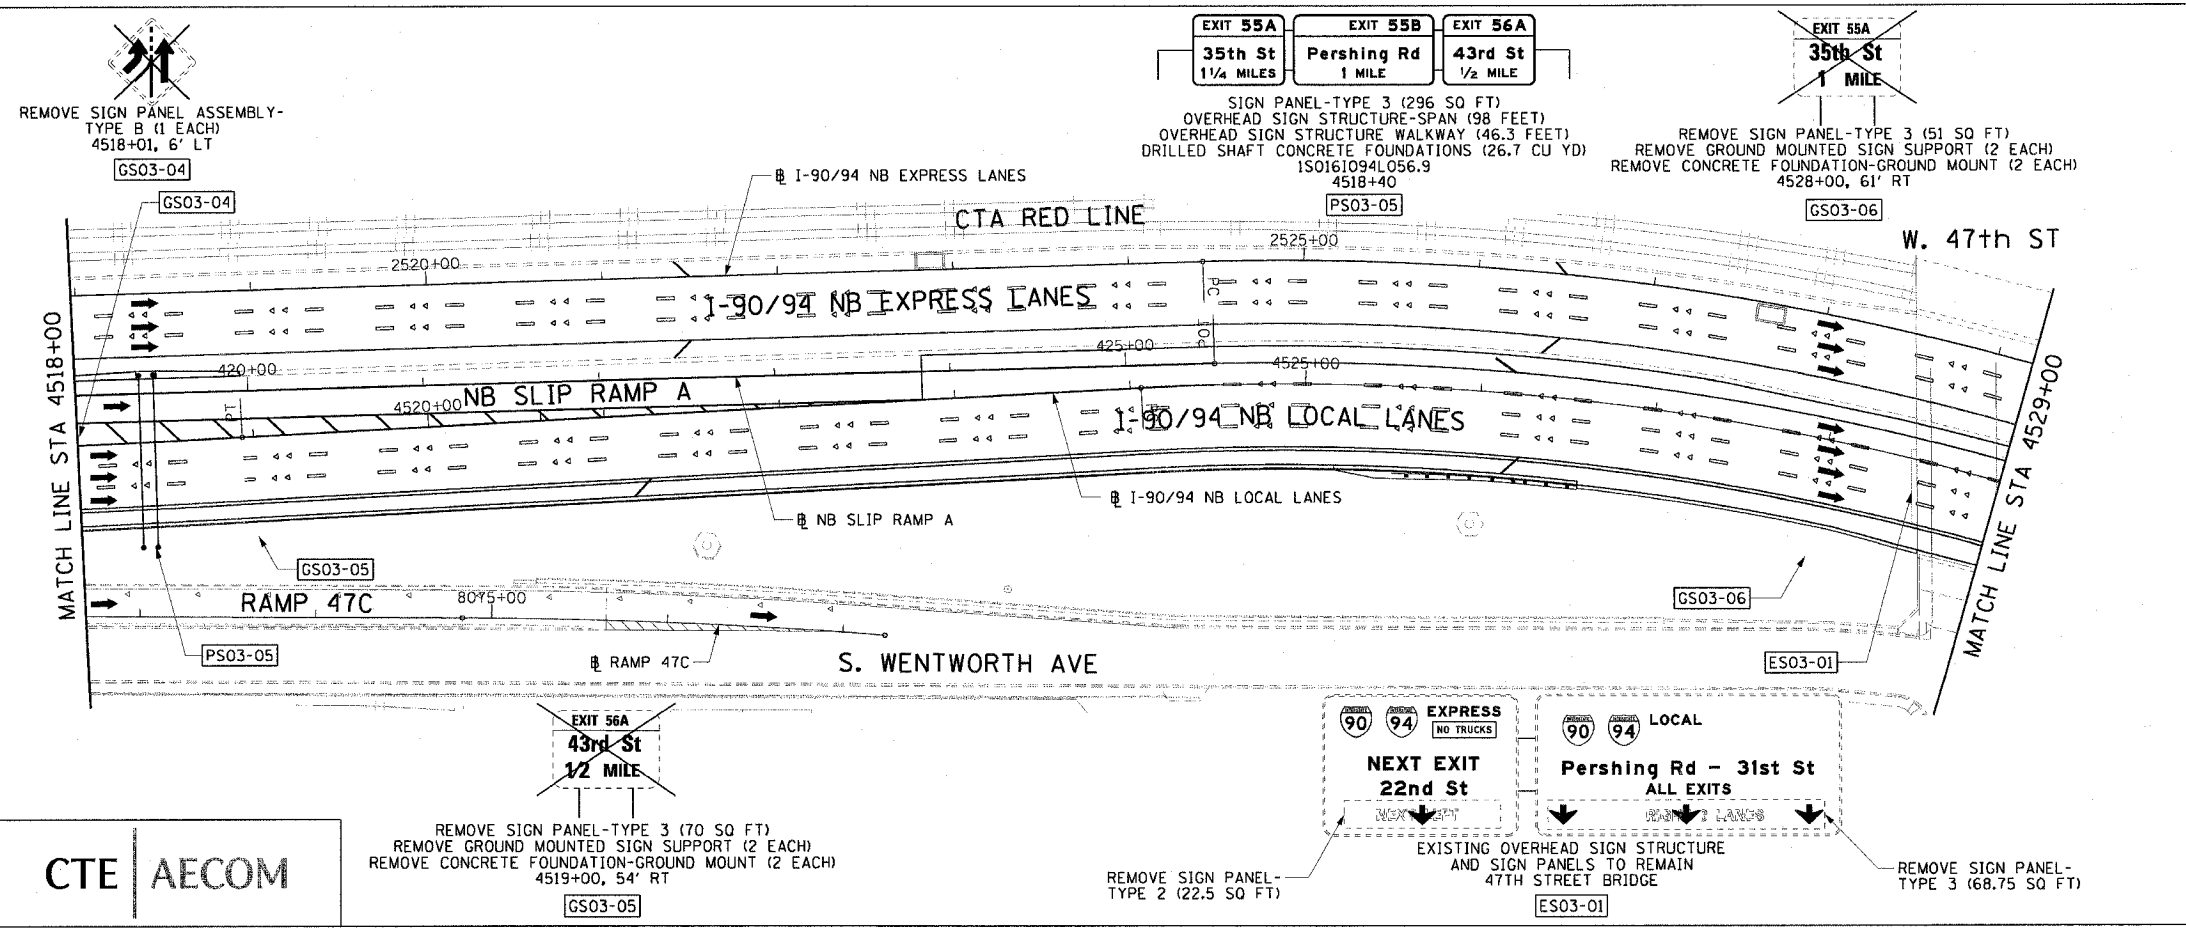 REMOVE SIGN PANEL ASSEMBLY-
TYPE B (1 EACH)
4518+01, 6' LT
GS03-04
GS03-04
EXIT 55A
35th St
1 1/4 MILES
EXIT 55B
Pershing Rd
1 MILE
EXIT 56A
43rd St
1/2 MILE
SIGN PANEL-TYPE 3 (296 SQ FT)
OVERHEAD SIGN STRUCTURE-SPAN (98 FEET)
OVERHEAD SIGN STRUCTURE WALKWAY (46.3 FEET)
DRILLED SHAFT CONCRETE FOUNDATIONS (26.7 CU YD)
1S016I094L056.9
4518+40
PS03-05
EXIT 55A
35th St
1 MILE
REMOVE SIGN PANEL-TYPE 3 (51 SQ FT)
REMOVE GROUND MOUNTED SIGN SUPPORT (2 EACH)
REMOVE CONCRETE FOUNDATION-GROUND MOUNT (2 EACH)
4528+00, 61' RT
GS03-06
℄ I-90/94 NB EXPRESS LANES
CTA RED LINE
W. 47th ST
2520+00
2525+00
I-90/94 NB EXPRESS LANES
PC
POT
MATCH LINE STA 4518+00
MATCH LINE STA 4529+00
420+00
425+00
4525+00
NB SLIP RAMP A
4520+00
PT
I-90/94 NB LOCAL LANES
℄ I-90/94 NB LOCAL LANES
℄ NB SLIP RAMP A
GS03-05
GS03-06
RAMP 47C
8075+00
PS03-05
℄ RAMP 47C
S. WENTWORTH AVE
ES03-01
EXIT 56A
43rd St
1/2 MILE
REMOVE SIGN PANEL-TYPE 3 (70 SQ FT)
REMOVE GROUND MOUNTED SIGN SUPPORT (2 EACH)
REMOVE CONCRETE FOUNDATION-GROUND MOUNT (2 EACH)
4519+00, 54' RT
GS03-05
90 94 EXPRESS
NO TRUCKS
NEXT EXIT
22nd St
90 94 LOCAL
Pershing Rd - 31st St
ALL EXITS
LANES
EXISTING OVERHEAD SIGN STRUCTURE
AND SIGN PANELS TO REMAIN
47TH STREET BRIDGE
ES03-01
REMOVE SIGN PANEL-
TYPE 2 (22.5 SQ FT)
REMOVE SIGN PANEL-
TYPE 3 (68.75 SQ FT)
CTE AECOM